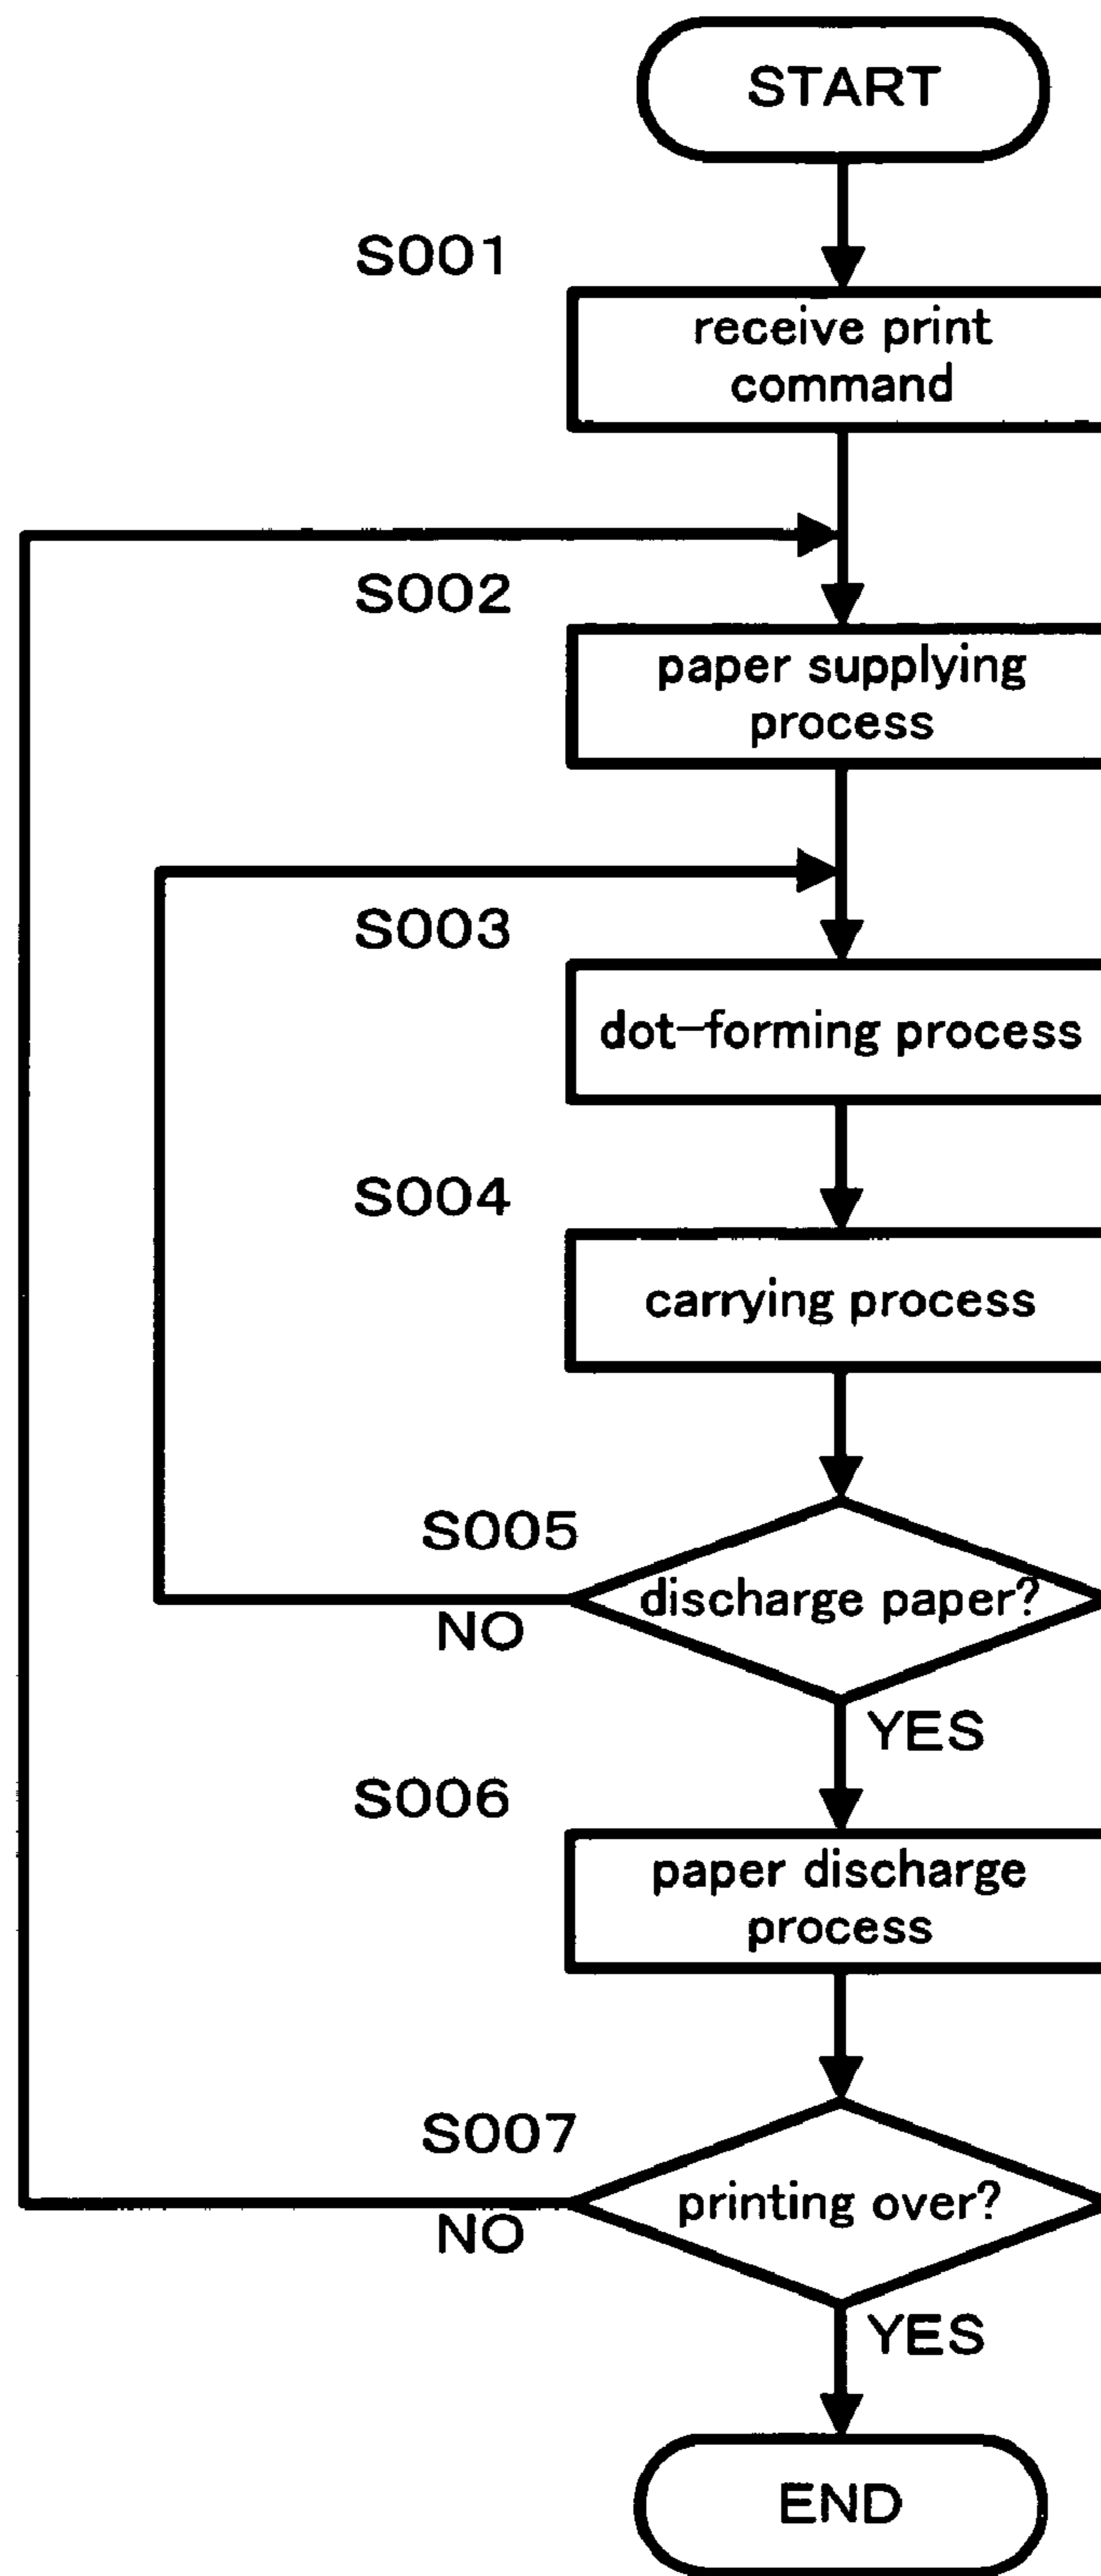 START
S001
receive print
command
S002
paper supplying
process
S003
dot-forming process
S004
carrying process
S005
discharge paper?
NO
YES
S006
paper discharge
process
S007
printing over?
NO
YES
END